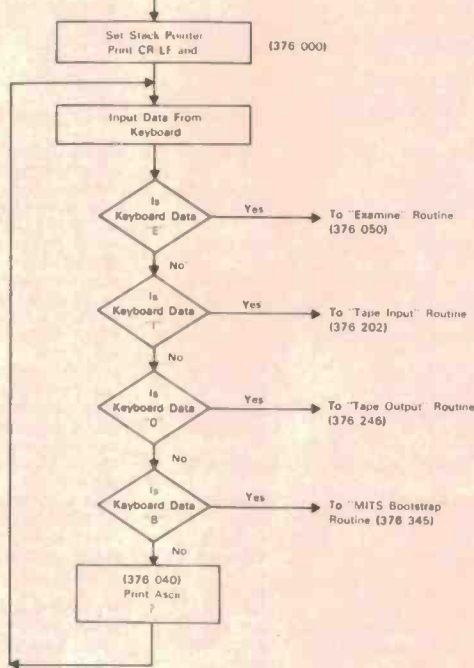 Set Stack Pointer
Print CR LF and
(376 000)
Input Data From
Keyboard
Is
Keyboard Data
"E"
Yes
To "Examine" Routine
(376 050)
No
Is
Keyboard Data
"I"
Yes
To "Tape Input" Routine
(376 202)
No
Is
Keyboard Data
"O
Yes
To "Tape Output" Routine
(376 246)
No
Is
Keyboard Data
"B
Yes
To "MITS Bootstrap
Routine (376 345)
No
(376 040)
Print Ascii
?